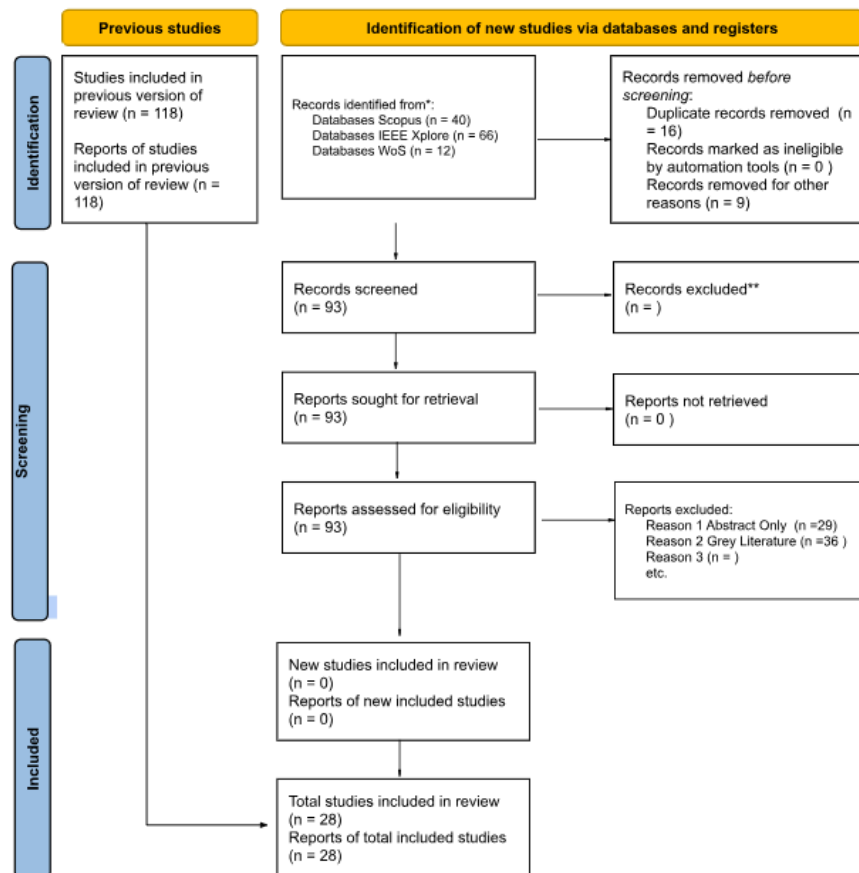 Previous studies
Identification of new studies via databases and registers
Identification
Studies included in
previous version of
review (n = 118)
Reports of studies
included in previous
version of review (n =
118)
Records identified from*:
Databases Scopus (n = 40)
Databases IEEE Xplore (n = 66)
Databases WoS (n = 12)
Records removed before
screening:
Duplicate records removed (n
= 16)
Records marked as ineligible
by automation tools (n = 0 )
Records removed for other
reasons (n = 9)
Screening
Records screened
(n = 93)
Records excluded**
(n = )
Reports sought for retrieval
(n = 93)
Reports not retrieved
(n = 0 )
Reports assessed for eligibility
(n = 93)
Reports excluded:
Reason 1 Abstract Only (n =29)
Reason 2 Grey Literature (n =36 )
Reason 3 (n = )
etc.
Included
New studies included in review
(n = 0)
Reports of new included studies
(n = 0)
Total studies included in review
(n = 28)
Reports of total included studies
(n = 28)